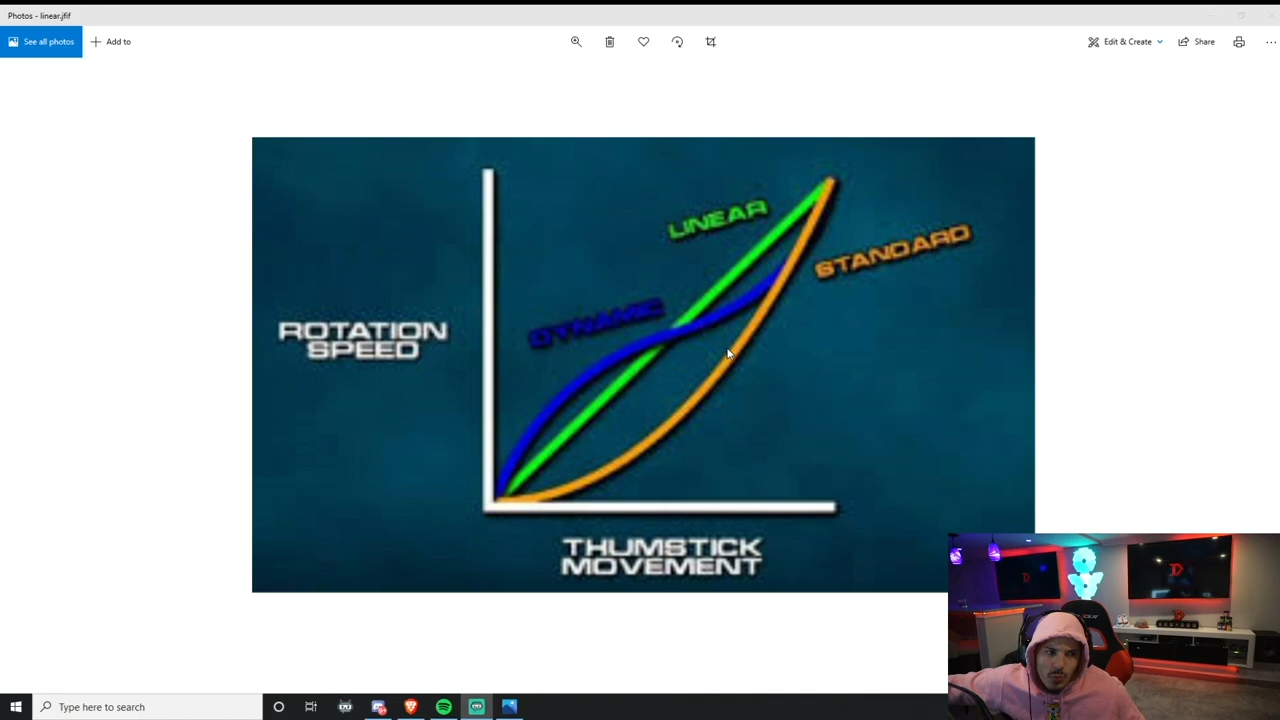 Photos - linear.jfif
See all photos
Add to
Edit & Create
Share
LINEAR
STANDARD
DYNAMIC
ROTATION
SPEED
THUMSTICK
MOVEMENT
Type here to search